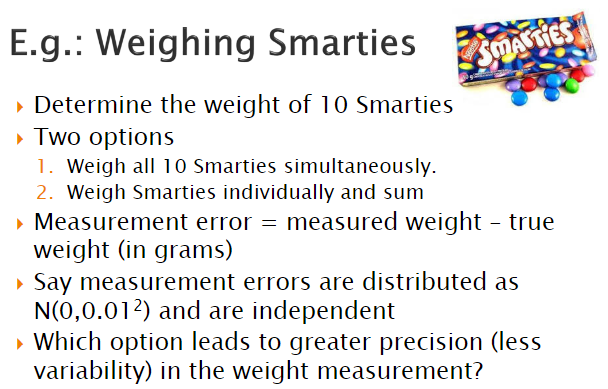 E.g.: Weighing Smarties
Nestlé
SMARTIES
Determine the weight of 10 Smarties
Two options
1. Weigh all 10 Smarties simultaneously.
2. Weigh Smarties individually and sum
Measurement error = measured weight – true
weight (in grams)
Say measurement errors are distributed as
N(0,0.01²) and are independent
Which option leads to greater precision (less
variability) in the weight measurement?